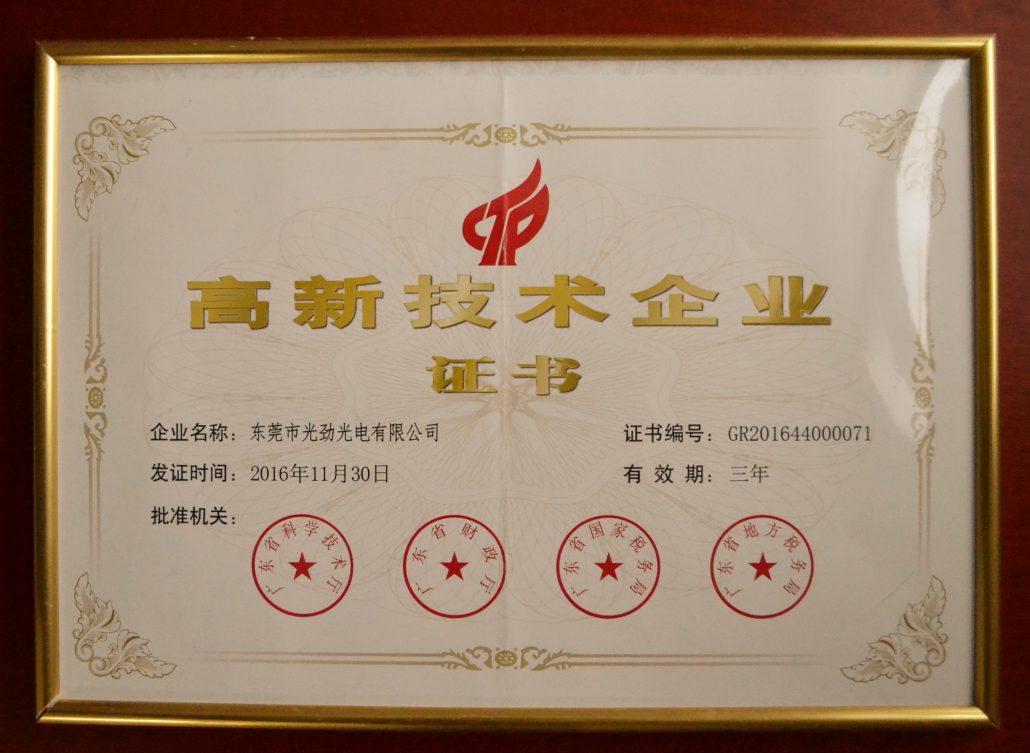 高新技术企业
证书
企业名称：东莞市光劲光电有限公司
证书编号：GR201644000071
发证时间：2016年11月30日
有效期：三年
批准机关：
广东省科学技术厅
广东省财政厅
广东省国家税务局
广东省地方税务局